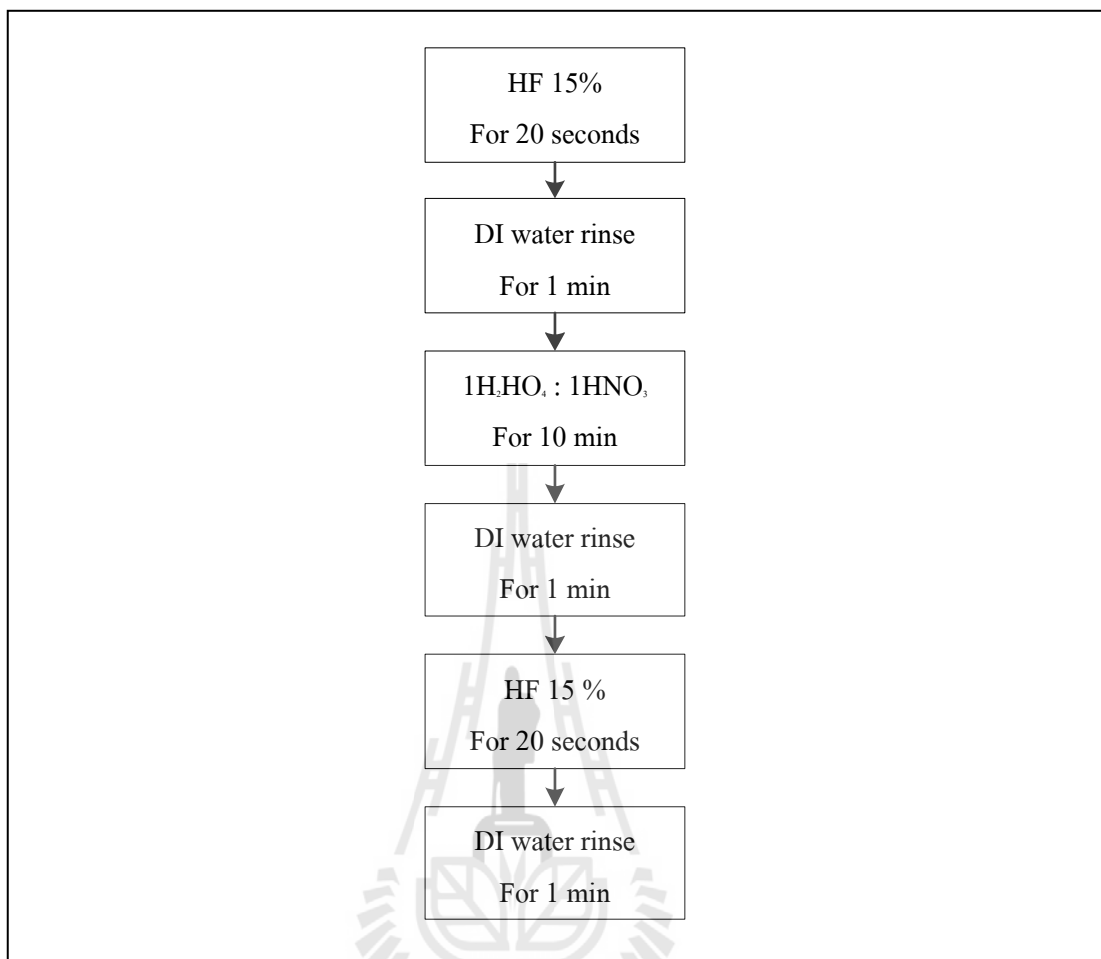 HF 15%
For 20 seconds
DI water rinse
For 1 min
1H₂HO₄ : 1HNO₃
For 10 min
DI water rinse
For 1 min
HF 15 %
For 20 seconds
DI water rinse
For 1 min